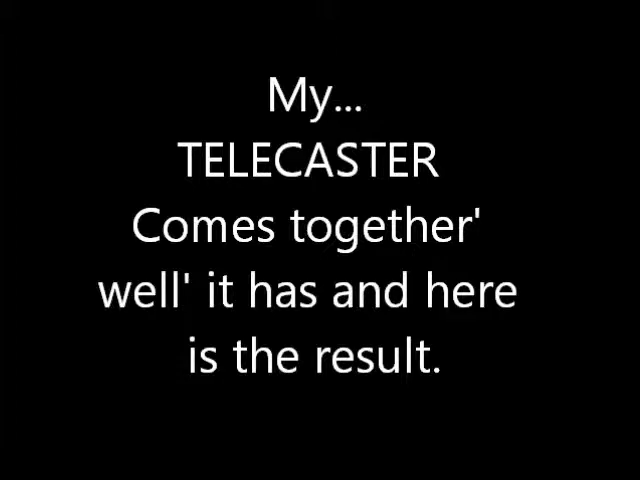 My...
TELECASTER
Comes together'
well' it has and here
is the result.